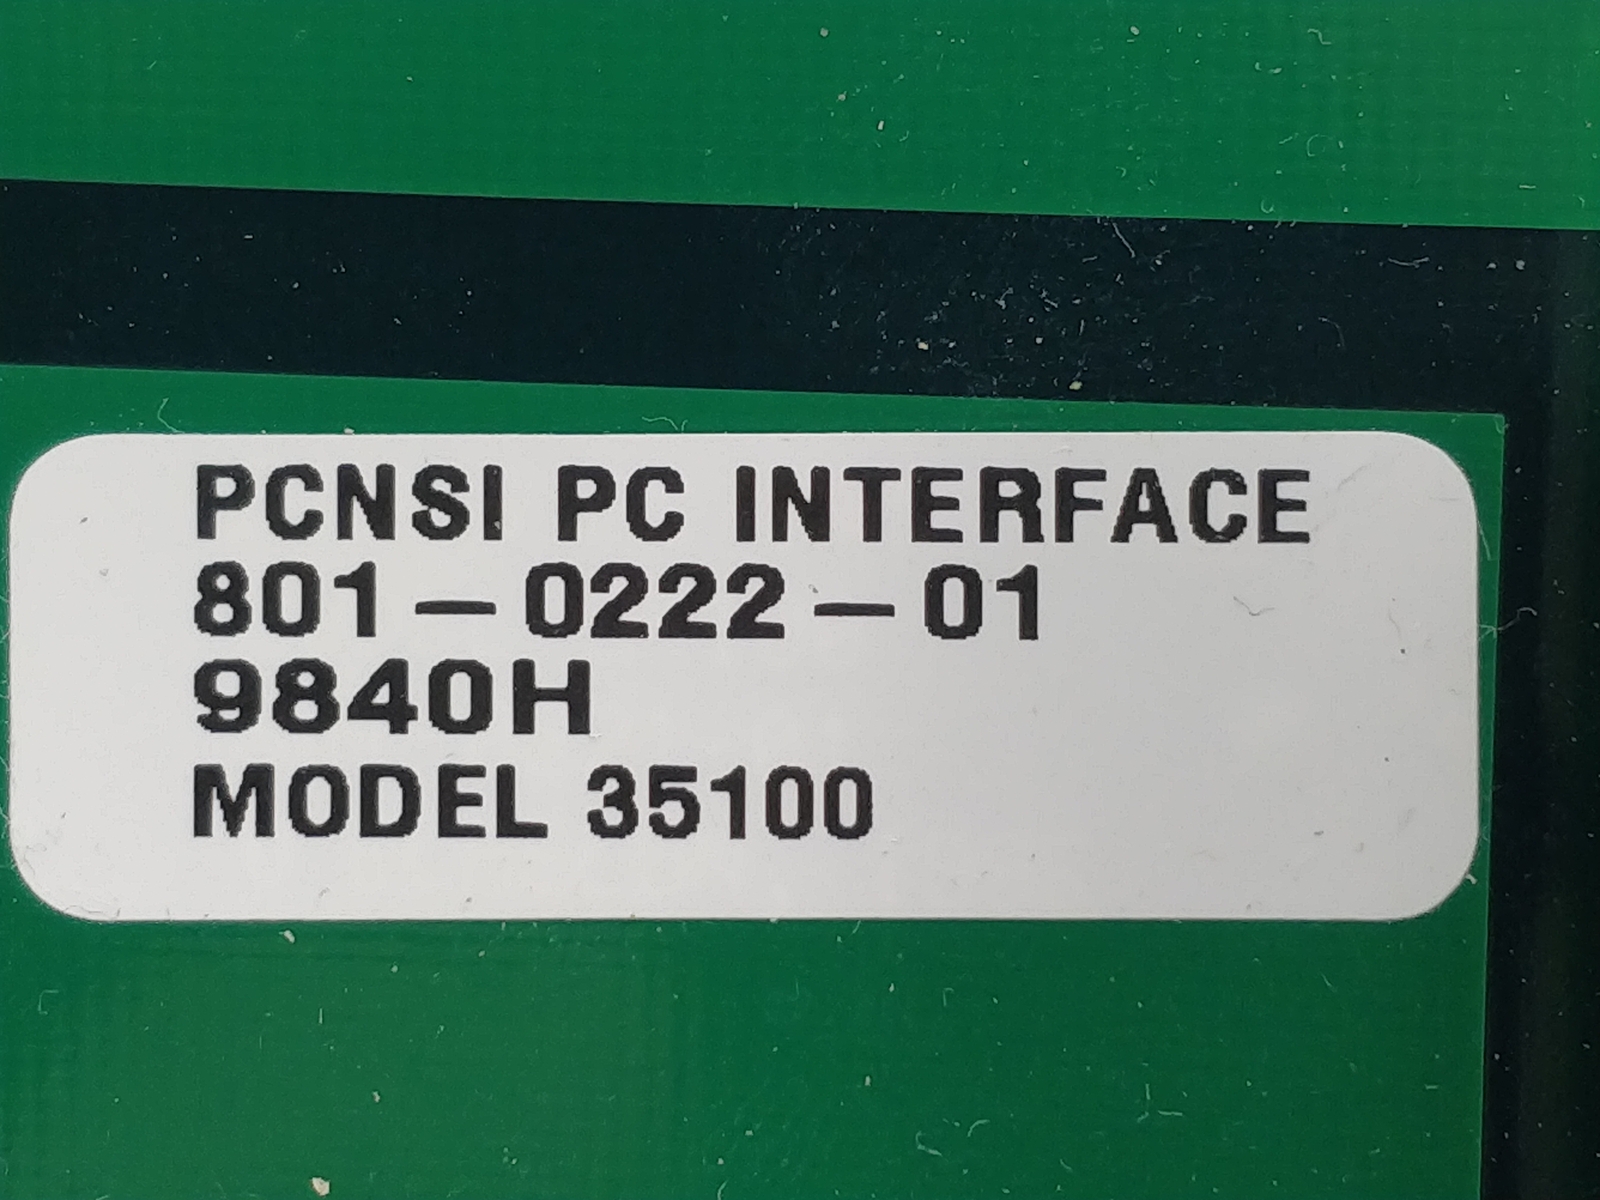 PCNSI PC INTERFACE
801-0222-01
9840H
MODEL 35100